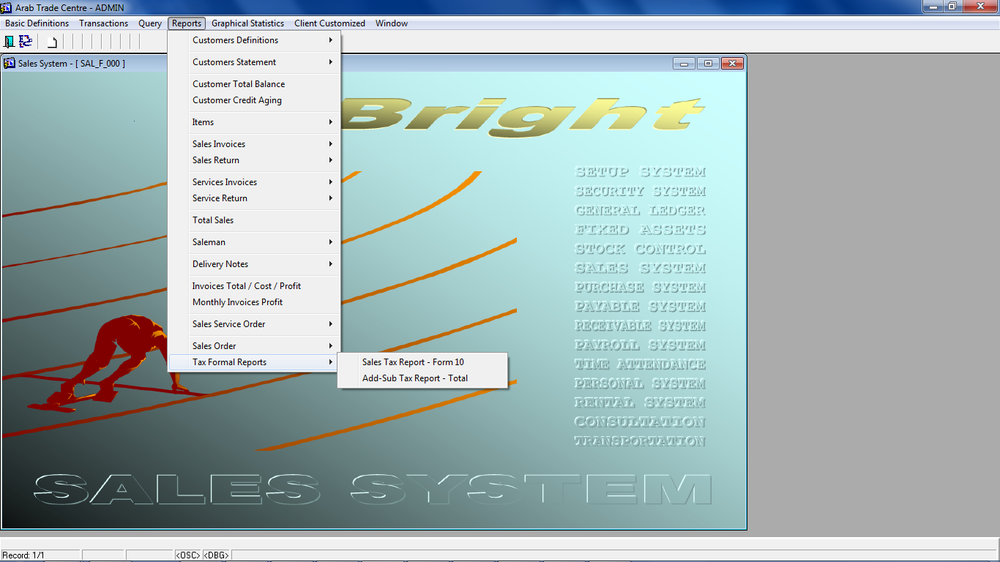 Arab Trade Centre - ADMIN
Basic Definitions Transactions Query Reports Graphical Statistics Client Customized Window
Sales System - [ SAL_F_000 ]
Customers Definitions
Customers Statement
Customer Total Balance
Customer Credit Aging
Items
Sales Invoices
Sales Return
Services Invoices
Service Return
Total Sales
Saleman
Delivery Notes
Invoices Total / Cost / Profit
Monthly Invoices Profit
Sales Service Order
Sales Order
Tax Formal Reports
Sales Tax Report - Form 10
Add-Sub Tax Report - Total
Bright
SETUP SYSTEM
SECURITY SYSTEM
GENERAL LEDGER
FIXED ASSETS
STOCK CONTROL
SALES SYSTEM
PURCHASE SYSTEM
PAYABLE SYSTEM
RECEIVABLE SYSTEM
PAYROLL SYSTEM
TIME ATTENDANCE
PERSONAL SYSTEM
RENTAL SYSTEM
CONSULTATION
TRANSPORTATION
SALES SYSTEM
Record: 1/1 <OSC> <DBG>